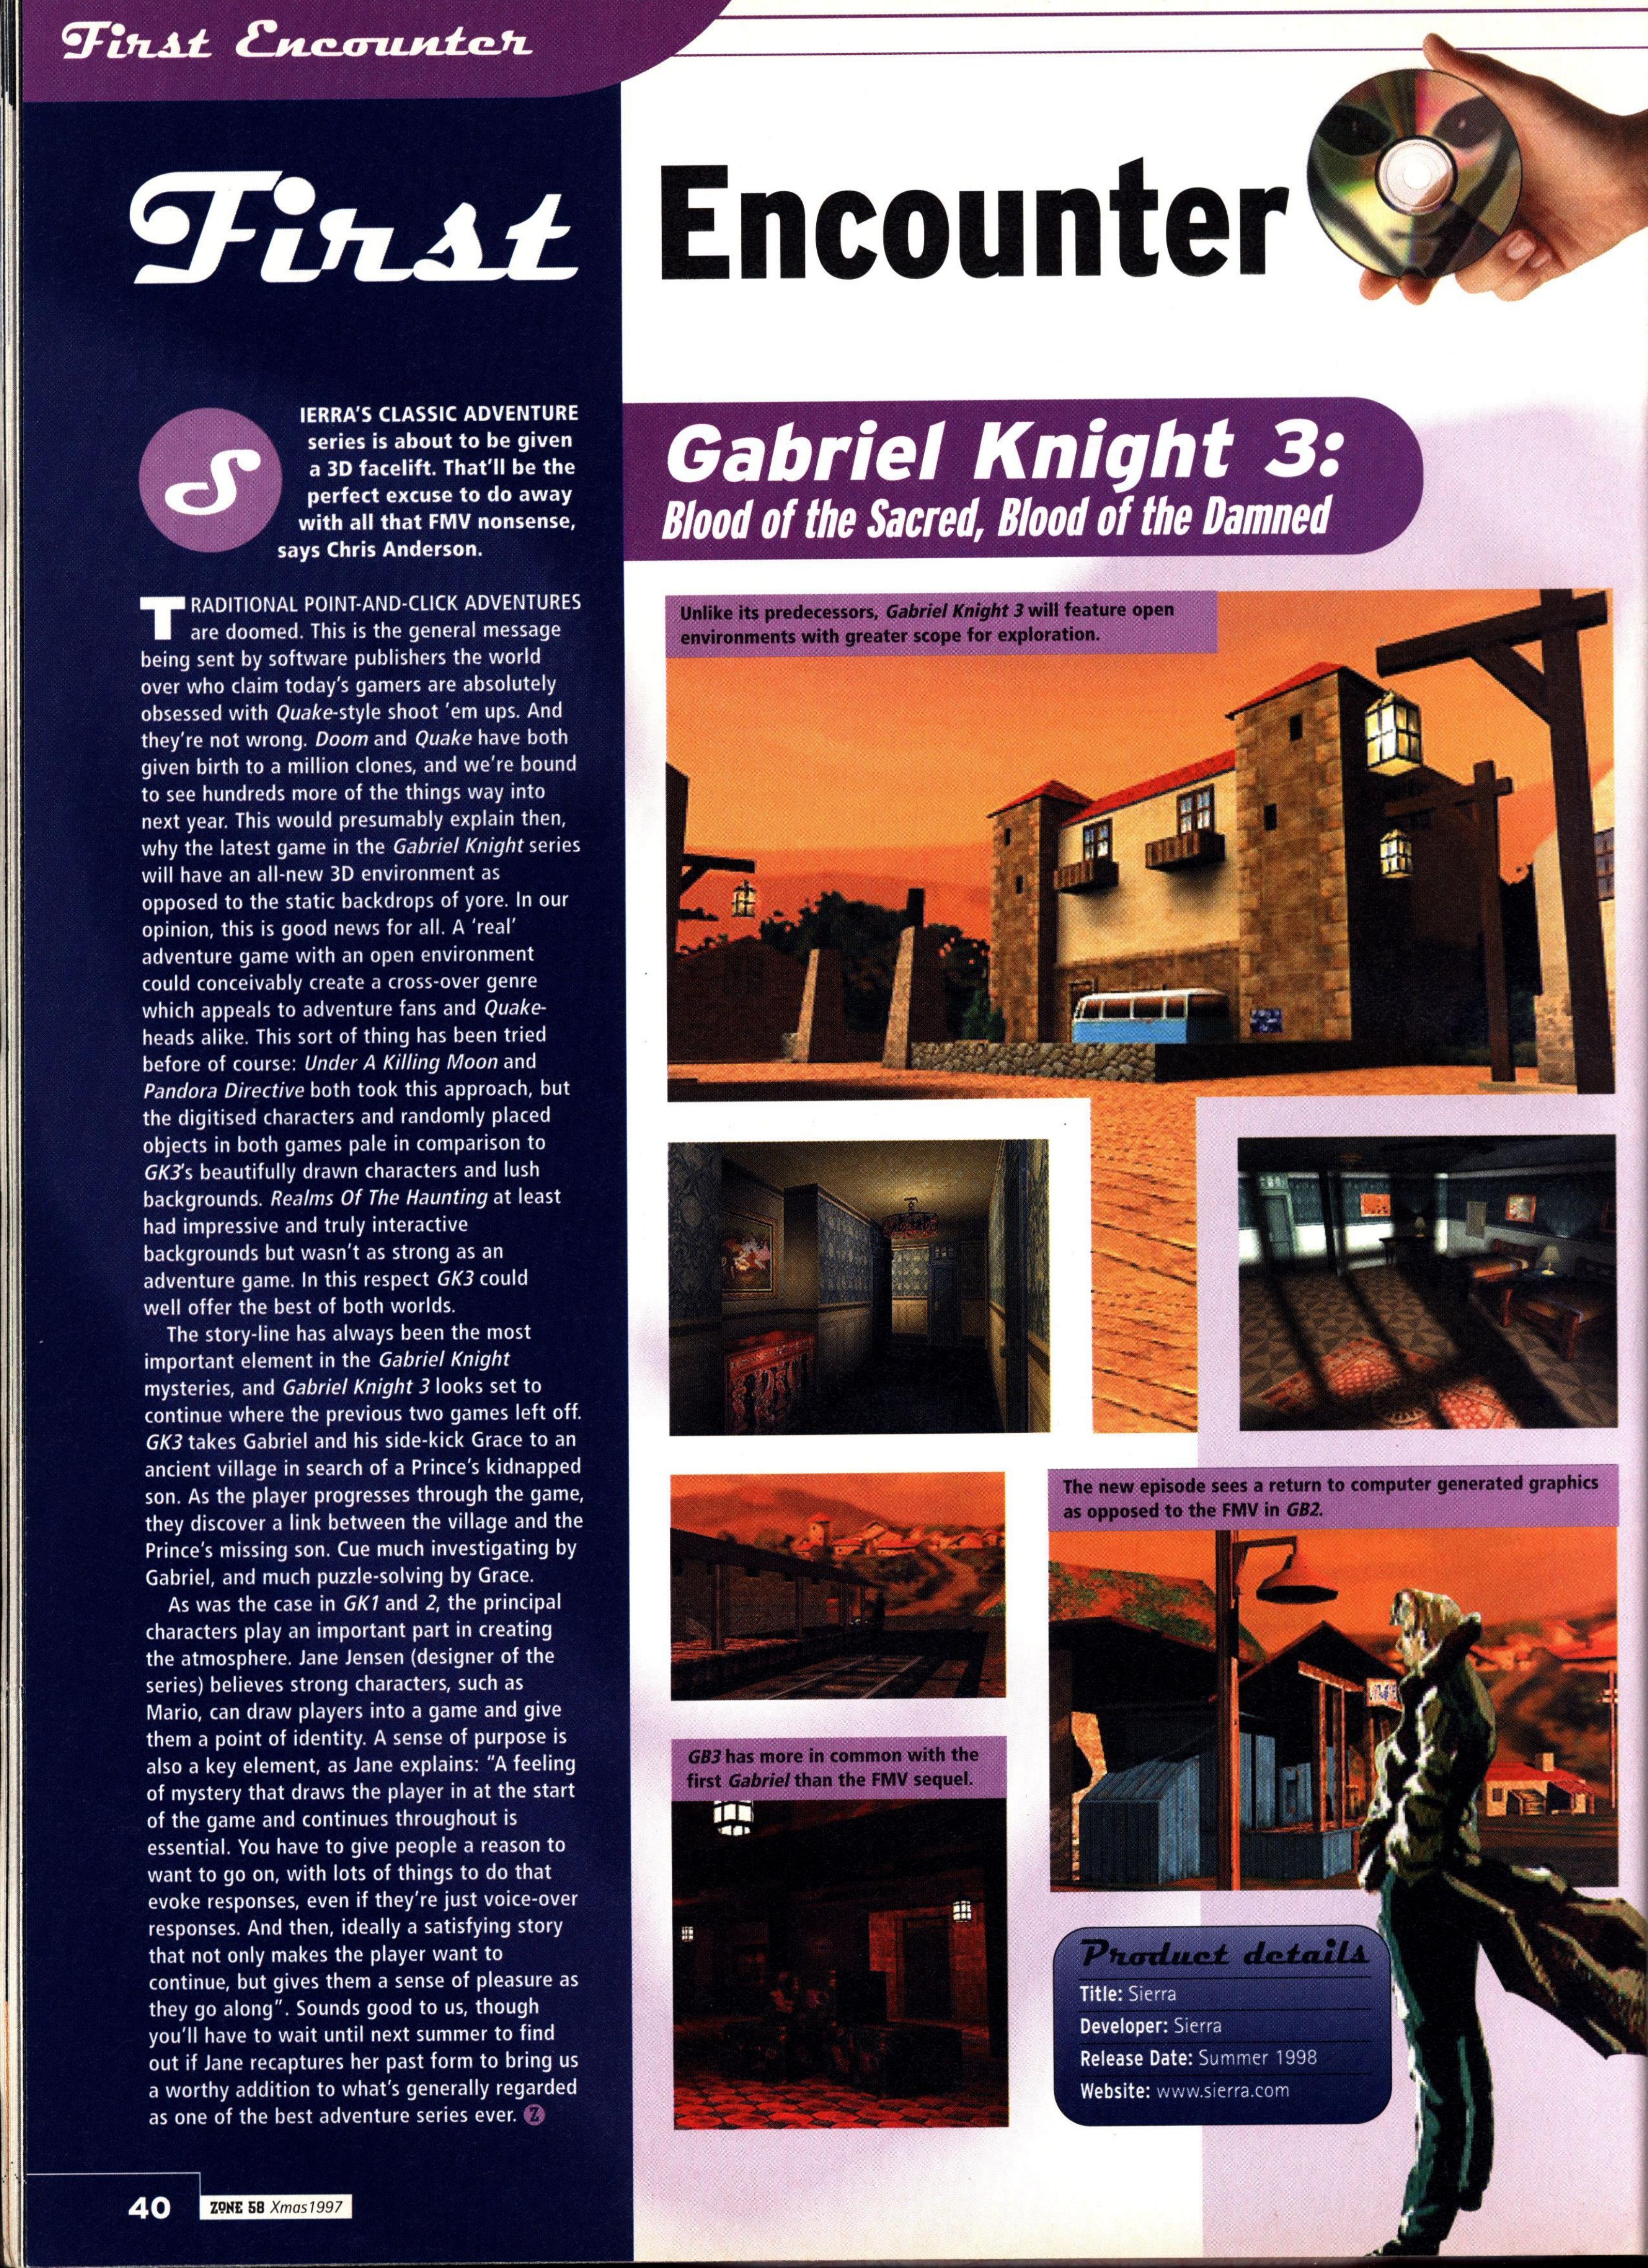 First Encounter
First Encounter
SIERRA'S CLASSIC ADVENTURE
series is about to be given
a 3D facelift. That'll be the
perfect excuse to do away
with all that FMV nonsense,
says Chris Anderson.
TRADITIONAL POINT-AND-CLICK ADVENTURES
are doomed. This is the general message
being sent by software publishers the world
over who claim today's gamers are absolutely
obsessed with Quake-style shoot 'em ups. And
they're not wrong. Doom and Quake have both
given birth to a million clones, and we're bound
to see hundreds more of the things way into
next year. This would presumably explain then,
why the latest game in the Gabriel Knight series
will have an all-new 3D environment as
opposed to the static backdrops of yore. In our
opinion, this is good news for all. A 'real'
adventure game with an open environment
could conceivably create a cross-over genre
which appeals to adventure fans and Quake-
heads alike. This sort of thing has been tried
before of course: Under A Killing Moon and
Pandora Directive both took this approach, but
the digitised characters and randomly placed
objects in both games pale in comparison to
GK3's beautifully drawn characters and lush
backgrounds. Realms Of The Haunting at least
had impressive and truly interactive
backgrounds but wasn't as strong as an
adventure game. In this respect GK3 could
well offer the best of both worlds.
The story-line has always been the most
important element in the Gabriel Knight
mysteries, and Gabriel Knight 3 looks set to
continue where the previous two games left off.
GK3 takes Gabriel and his side-kick Grace to an
ancient village in search of a Prince's kidnapped
son. As the player progresses through the game,
they discover a link between the village and the
Prince's missing son. Cue much investigating by
Gabriel, and much puzzle-solving by Grace.
As was the case in GK1 and 2, the principal
characters play an important part in creating
the atmosphere. Jane Jensen (designer of the
series) believes strong characters, such as
Mario, can draw players into a game and give
them a point of identity. A sense of purpose is
also a key element, as Jane explains: "A feeling
of mystery that draws the player in at the start
of the game and continues throughout is
essential. You have to give people a reason to
want to go on, with lots of things to do that
evoke responses, even if they're just voice-over
responses. And then, ideally a satisfying story
that not only makes the player want to
continue, but gives them a sense of pleasure as
they go along". Sounds good to us, though
you'll have to wait until next summer to find
out if Jane recaptures her past form to bring us
a worthy addition to what's generally regarded
as one of the best adventure series ever. Z
Gabriel Knight 3:
Blood of the Sacred, Blood of the Damned
Unlike its predecessors, Gabriel Knight 3 will feature open
environments with greater scope for exploration.
The new episode sees a return to computer generated graphics
as opposed to the FMV in GB2.
GB3 has more in common with the
first Gabriel than the FMV sequel.
Product details
Title: Sierra
Developer: Sierra
Release Date: Summer 1998
Website: www.sierra.com
40 ZONE 58 Xmas1997